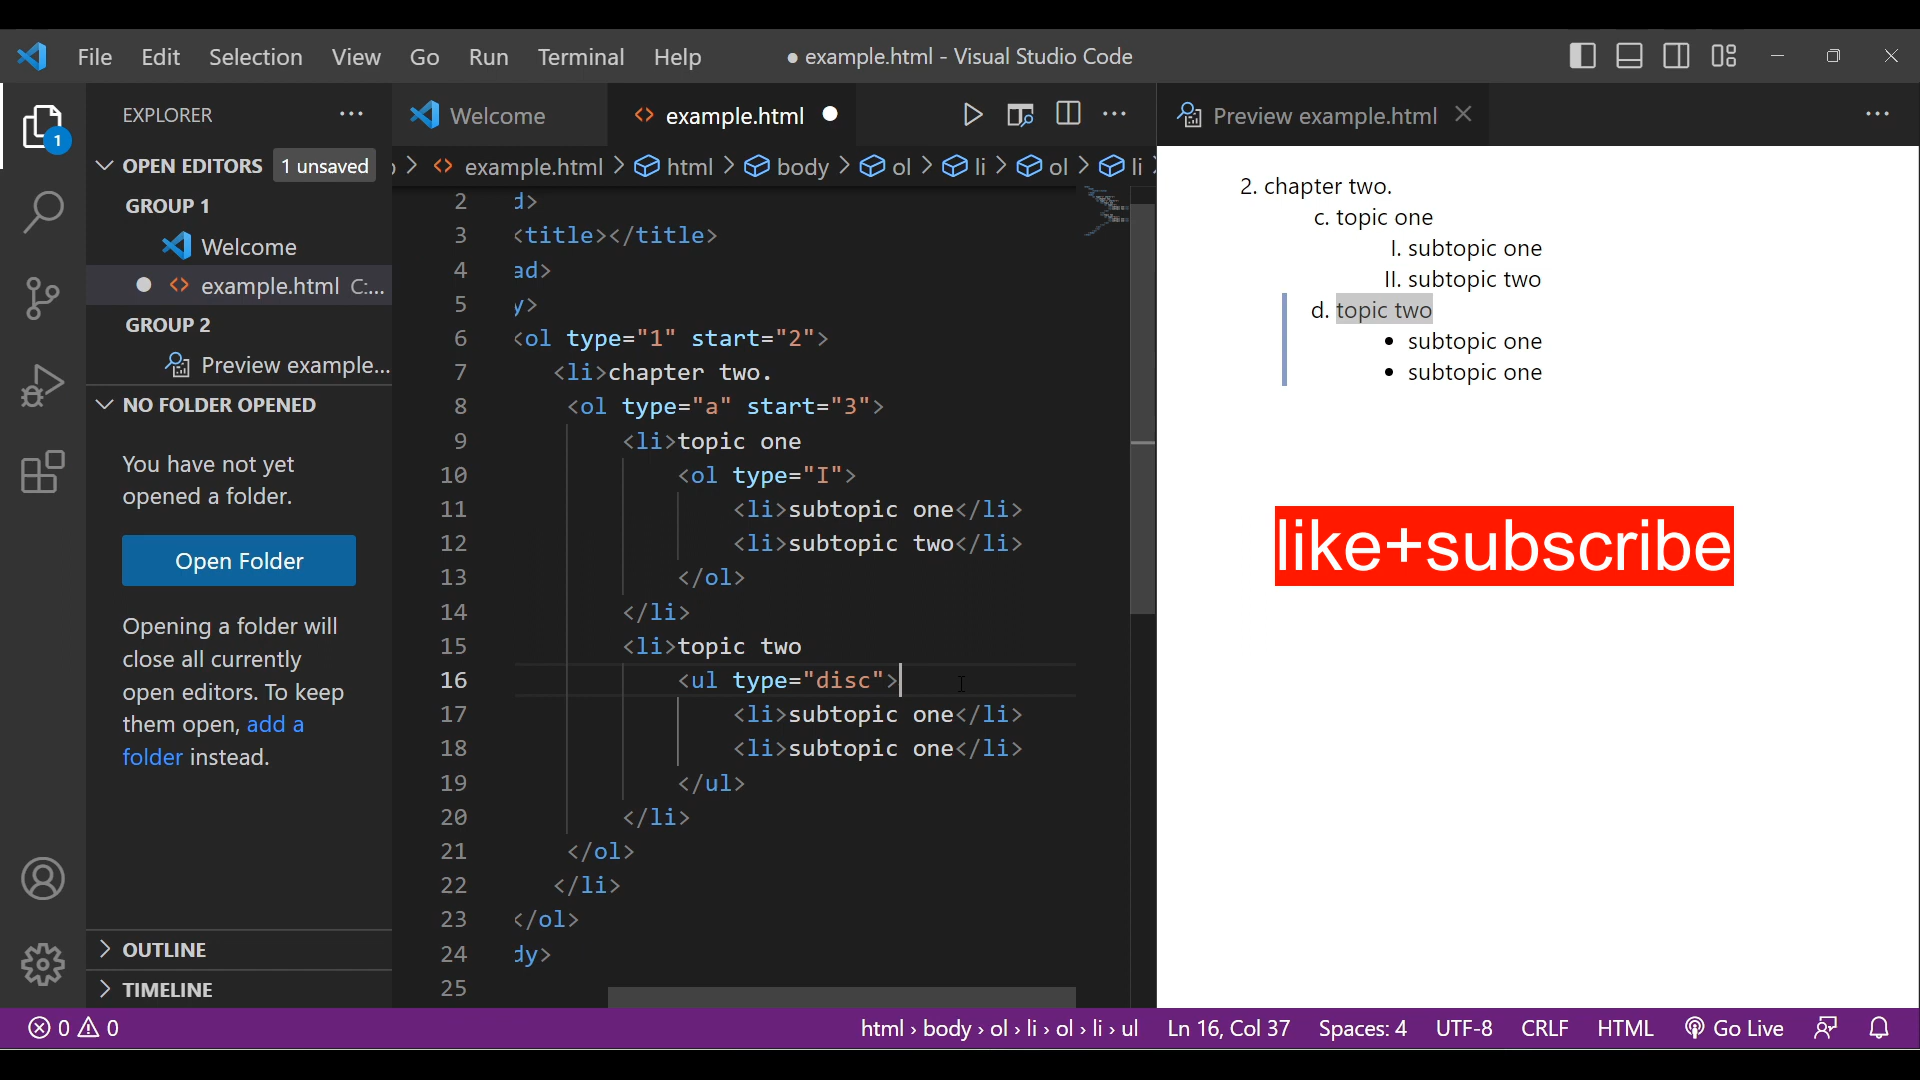 File Edit Selection View Go Run Terminal Help
● example.html - Visual Studio Code
EXPLORER
1
OPEN EDITORS 1 unsaved
GROUP 1
Welcome
example.html C:...
GROUP 2
Preview example...
NO FOLDER OPENED
You have not yet
opened a folder.
Open Folder
Opening a folder will
close all currently
open editors. To keep
them open, add a
folder instead.
OUTLINE
TIMELINE
Welcome
example.html
example.html > html > body > ol > li > ol > li
2 d>
3 <title></title>
4 ad>
5 y>
6 <ol type="1" start="2">
7 <li>chapter two.
8 <ol type="a" start="3">
9 <li>topic one
10 <ol type="I">
11 <li>subtopic one</li>
12 <li>subtopic two</li>
13 </ol>
14 </li>
15 <li>topic two
16 <ul type="disc">
17 <li>subtopic one</li>
18 <li>subtopic one</li>
19 </ul>
20 </li>
21 </ol>
22 </li>
23 </ol>
24 dy>
25
Preview example.html
2. chapter two.
c. topic one
I. subtopic one
II. subtopic two
d. topic two
• subtopic one
• subtopic one
like+subscribe
0 0
html › body › ol › li › ol › li › ul
Ln 16, Col 37
Spaces: 4
UTF-8
CRLF
HTML
Go Live